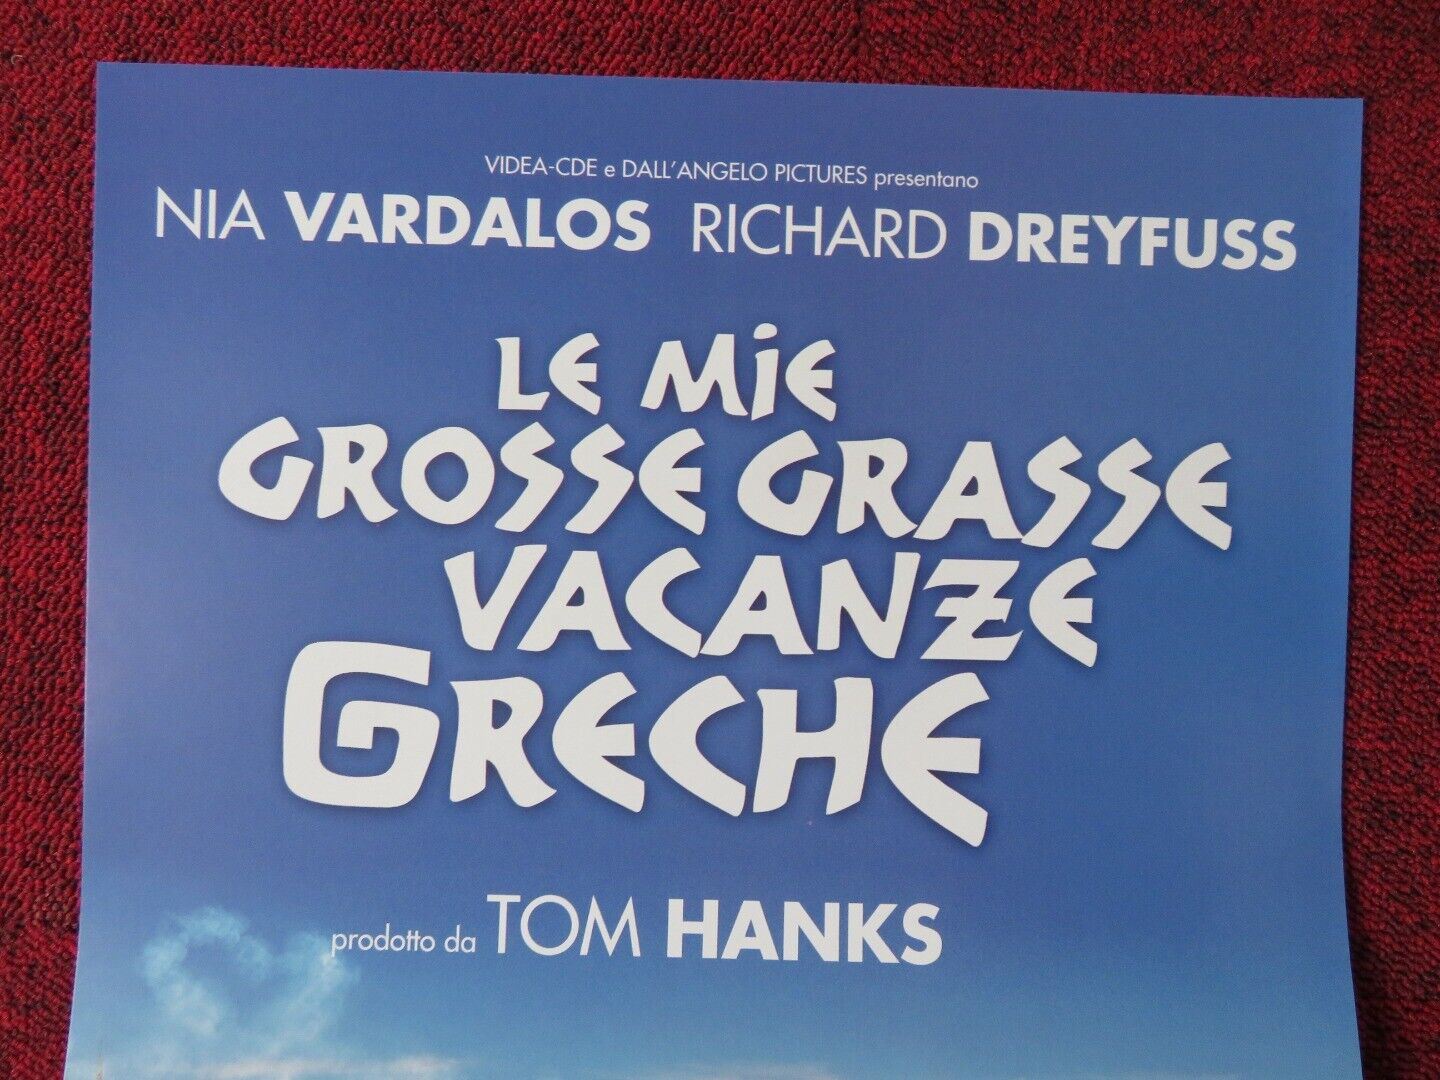 VIDEA-CDE e DALL'ANGELO PICTURES presentano
NIA VARDALOS RICHARD DREYFUSS
LE MiE
GROSSE GRASSE
VACANZE
GRECHE
prodotto da TOM HANKS